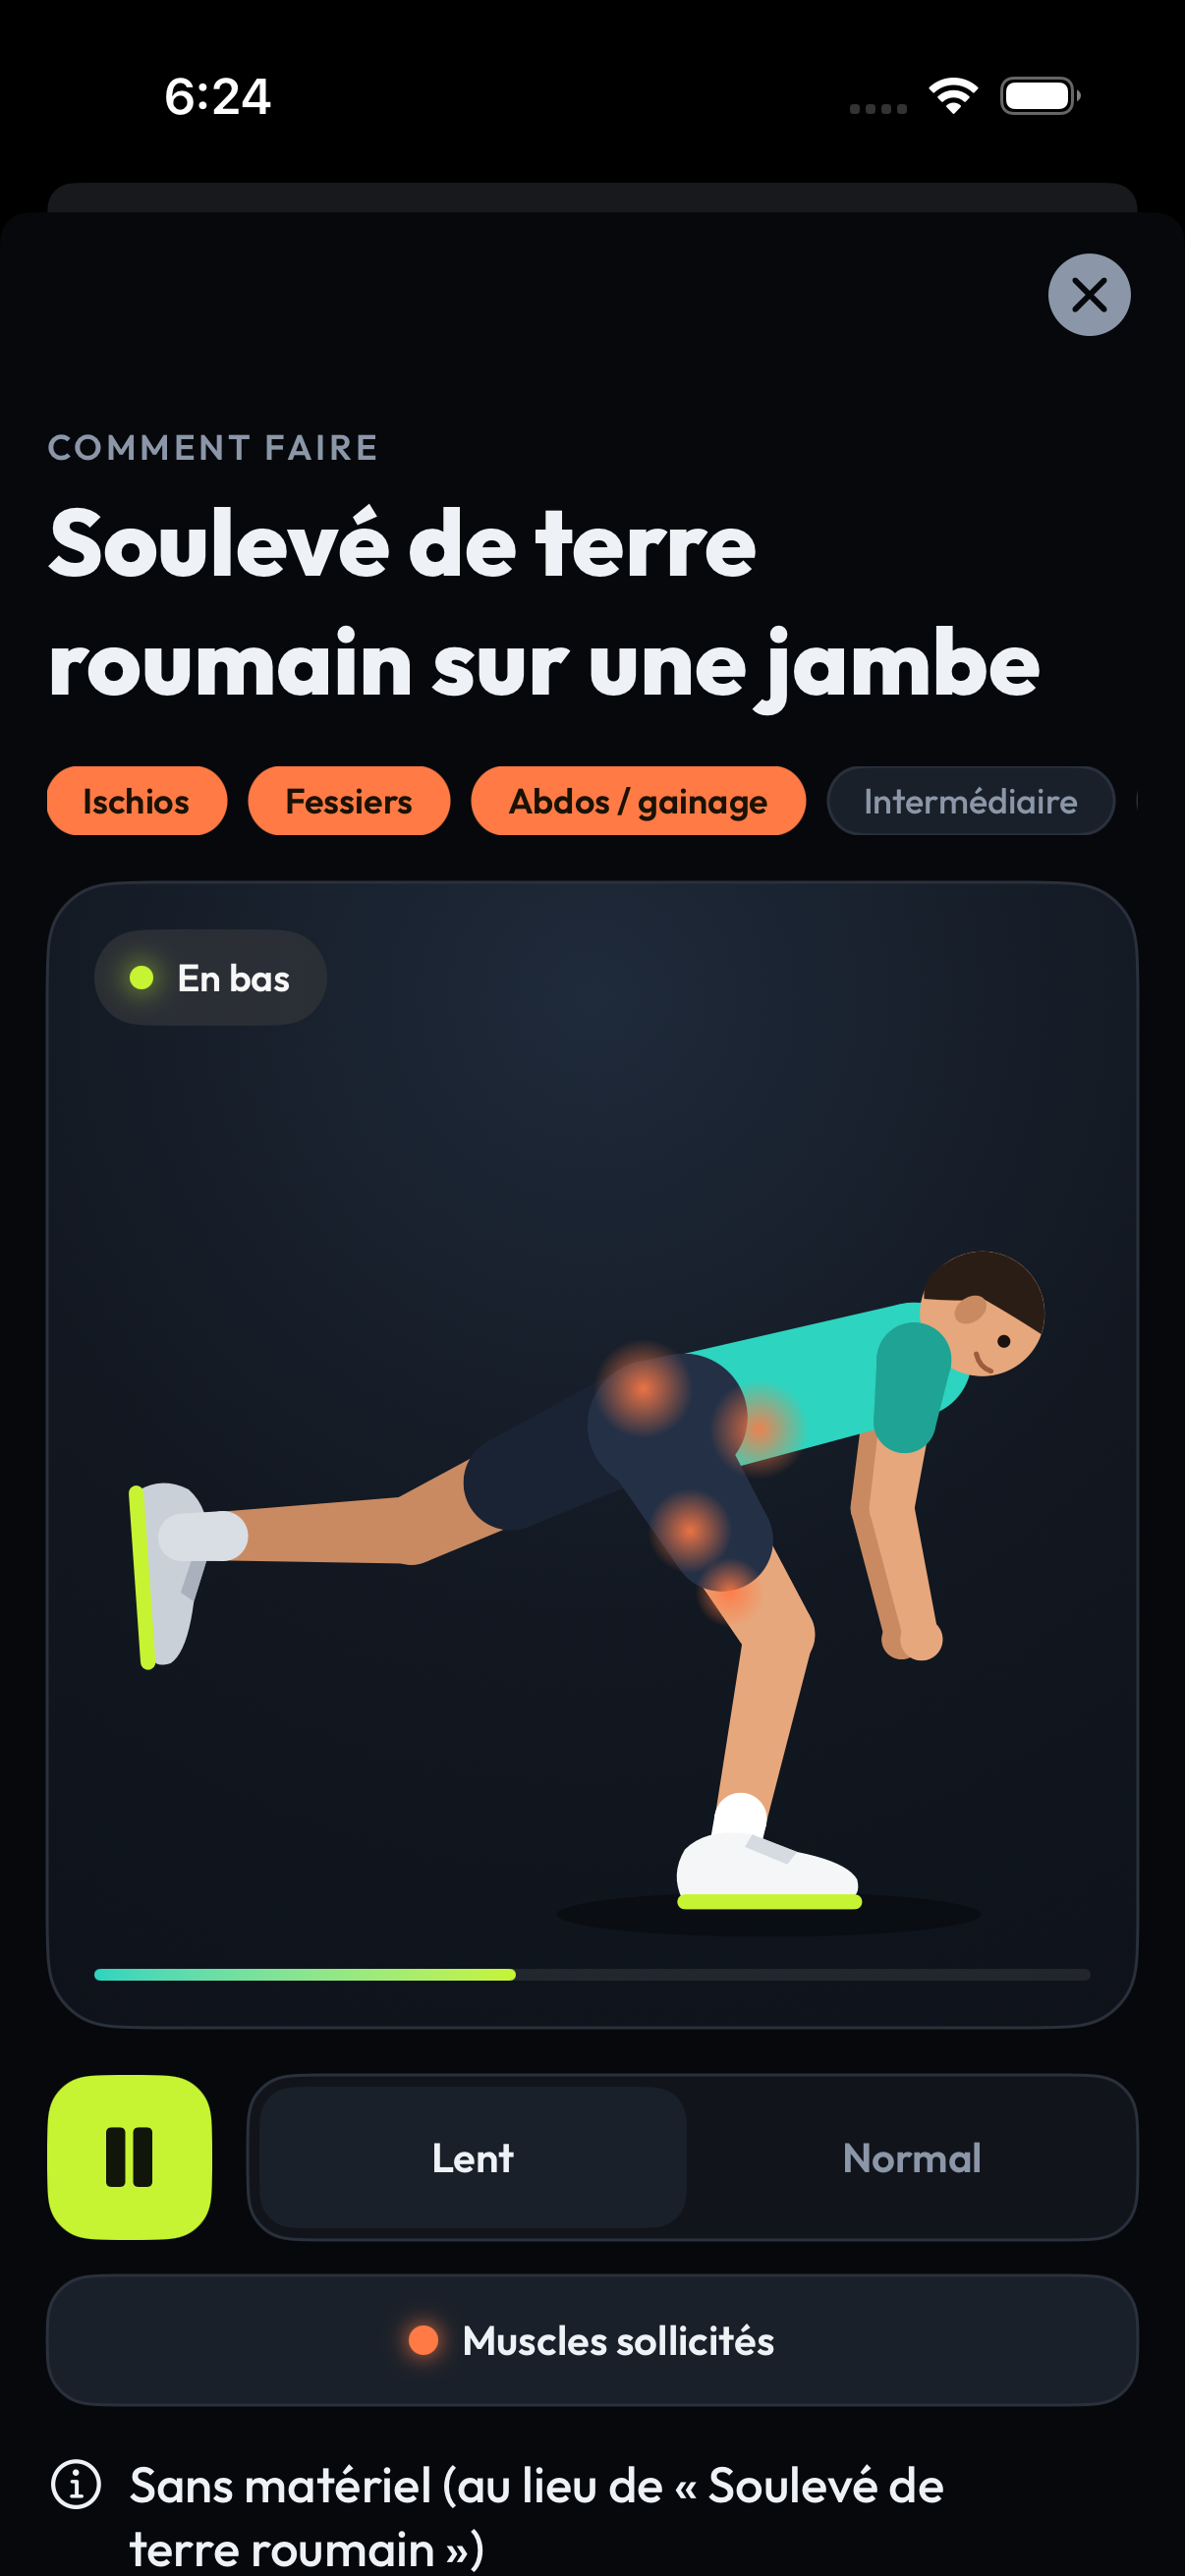 6:24
COMMENT FAIRE
Soulevé de terre
roumain sur une jambe
Ischios
Fessiers
Abdos / gainage
Intermédiaire
En bas
Lent
Normal
Muscles sollicités
Sans matériel (au lieu de « Soulevé de
terre roumain »)